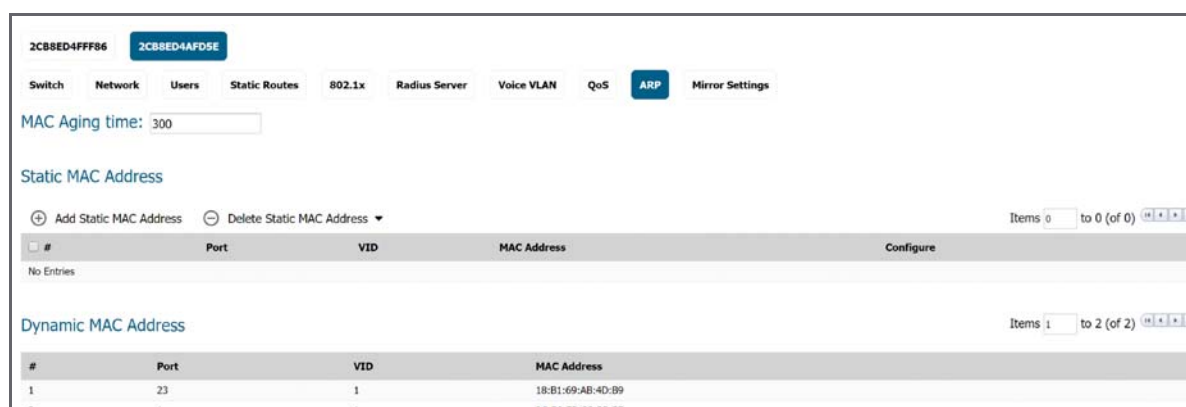 2CB8ED4FFF86 2CB8ED4AFD5E
Switch Network Users Static Routes 802.1x Radius Server Voice VLAN QoS ARP Mirror Settings
MAC Aging time: 300
Static MAC Address
Add Static MAC Address Delete Static MAC Address Items 0 to 0 (of 0)
# Port VID MAC Address Configure
No Entries
Dynamic MAC Address Items 1 to 2 (of 2)
# Port VID MAC Address
1 23 1 18:B1:69:AB:4D:B9